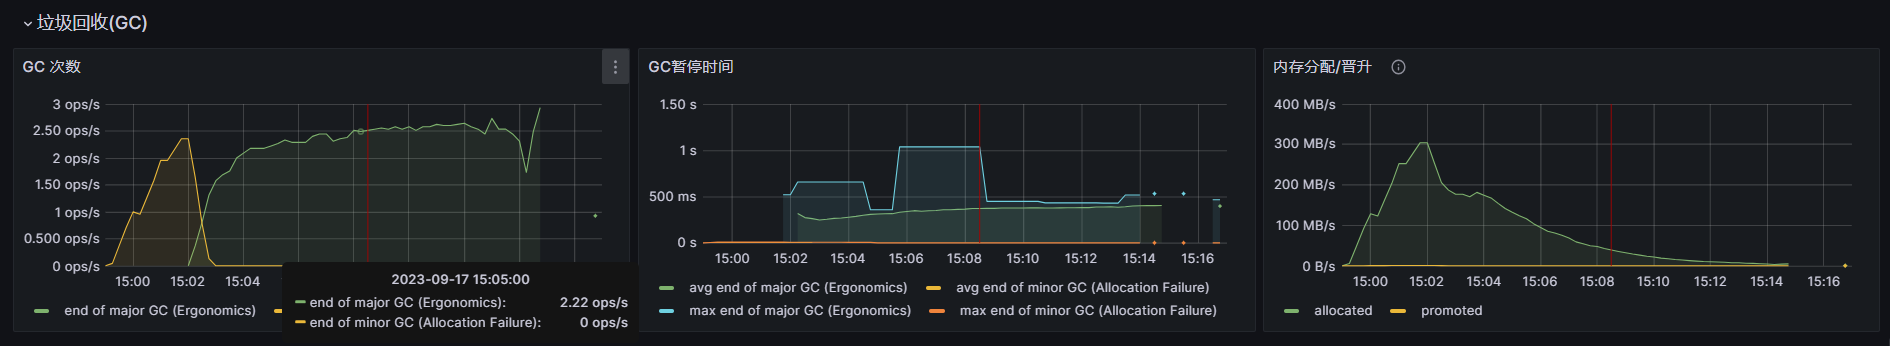 垃圾回收(GC)
GC 次数
3 ops/s
2.50 ops/s
2 ops/s
1.50 ops/s
1 ops/s
0.500 ops/s
0 ops/s
15:00
15:02
15:04
end of major GC (Ergonomics)
2023-09-17 15:05:00
end of major GC (Ergonomics): 2.22 ops/s
end of minor GC (Allocation Failure): 0 ops/s
GC暂停时间
1.50 s
1 s
500 ms
0 s
15:00
15:02
15:04
15:06
15:08
15:10
15:12
15:14
15:16
avg end of major GC (Ergonomics)
avg end of minor GC (Allocation Failure)
max end of major GC (Ergonomics)
max end of minor GC (Allocation Failure)
内存分配/晋升
400 MB/s
300 MB/s
200 MB/s
100 MB/s
0 B/s
15:00
15:02
15:04
15:06
15:08
15:10
15:12
15:14
15:16
allocated
promoted